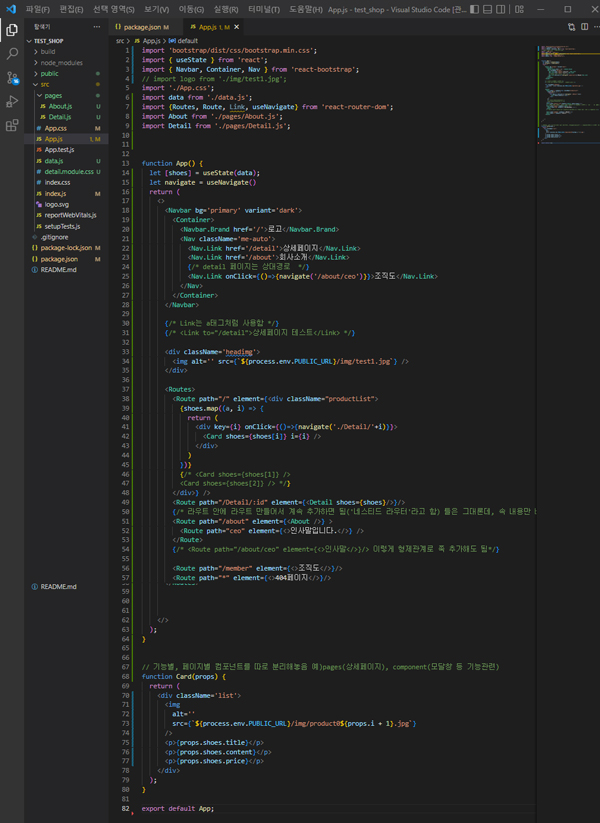 파일(F) 편집(E) 선택 영역(S) 보기(V) 이동(G) 실행(R) 터미널(T) 도움말(H) App.js - test_shop - Visual Studio Code [관...
탐색기 ···
package.json M
App.js 1, M
src > App.js > default
TEST_SHOP
build
node_modules
public
src
pages
About.js U
Detail.js U
App.css M
App.js 1, M
App.test.js
data.js U
detail.module.css U
index.css
index.js M
logo.svg
reportWebVitals.js
setupTests.js
.gitignore
package-lock.json M
package.json M
README.md
README.md
1 import 'bootstrap/dist/css/bootstrap.min.css';
2 import { useState } from 'react';
3 import { Navbar, Container, Nav } from 'react-bootstrap';
4 // import logo from './img/test1.jpg';
5 import './App.css';
6 import data from './data.js';
7 import {Routes, Route, Link, useNavigate} from 'react-router-dom';
8 import About from './pages/About.js';
9 import Detail from './pages/Detail.js';
10
11
12
13 function App() {
14 let [shoes] = useState(data);
15 let navigate = useNavigate()
16 return (
17 <>
18 <Navbar bg='primary' variant='dark'>
19 <Container>
20 <Navbar.Brand href='/'>로고</Navbar.Brand>
21 <Nav className='me-auto'>
22 <Nav.Link href='/detail'>상세페이지</Nav.Link>
23 <Nav.Link href='/about'>회사소개</Nav.Link>
24 {/* detail 페이지는 상대경로 */}
25 <Nav.Link onClick={()=>{navigate('/about/ceo')}}>조직도</Nav.Link>
26 </Nav>
27 </Container>
28 </Navbar>
29
30 {/* Link는 a태그처럼 사용함 */}
31 {/* <Link to="/detail">상세페이지 테스트</Link> */}
32
33 <div className='headimg'>
34 <img alt='' src={`${process.env.PUBLIC_URL}/img/test1.jpg`} />
35 </div>
36
37 <Routes>
38 <Route path="/" element={<div className="productList">
39 {shoes.map((a, i) => {
40 return (
41 <div key={i} onClick={()=>{navigate('./Detail/'+i)}}>
42 <Card shoes={shoes[i]} i={i} />
43 </div>
44 )
45 })}
46 {/* <Card shoes={shoes[1]} />
47 <Card shoes={shoes[2]} /> */}
48 </div>} />
49 <Route path="/Detail/:id" element={<Detail shoes={shoes}/>}/>
50 {/* 라우트 안에 라우트 만들어서 계속 추가하면 됨('네스티드 라우터'라고 함) 틀은 그대론데, 속 내용만
51 <Route path="/about" element={<About />} >
52 <Route path="ceo" element={<>인사말입니다.</>} />
53 </Route>
54 {/* <Route path="/about/ceo" element={<>인사말</>}/> 이렇게 형제관계로 쭉 추가해도 됨*/}
55
56 <Route path="/member" element={<>조직도</>}/>
57 <Route path="*" element={<>404페이지</>}/>
58 </Routes>
59
60
61
62 </>
63 );
64 }
65
66
67 // 기능별, 페이지별 컴포넌트를 따로 분리해놓음 예)pages(상세페이지), component(모달창 등 기능관련)
68 function Card(props) {
69 return (
70 <div className='list'>
71 <img
72 alt=''
73 src={`${process.env.PUBLIC_URL}/img/product0${props.i + 1}.jpg`}
74 />
75 <p>{props.shoes.title}</p>
76 <p>{props.shoes.content}</p>
77 <p>{props.shoes.price}</p>
78 </div>
79 );
80 }
81
82 export default App;